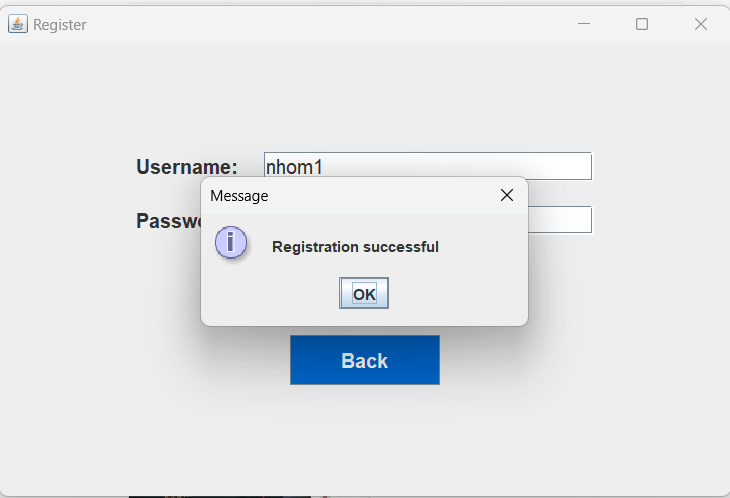 Register
Username: nhom1
Message
Registration successful
OK
Back